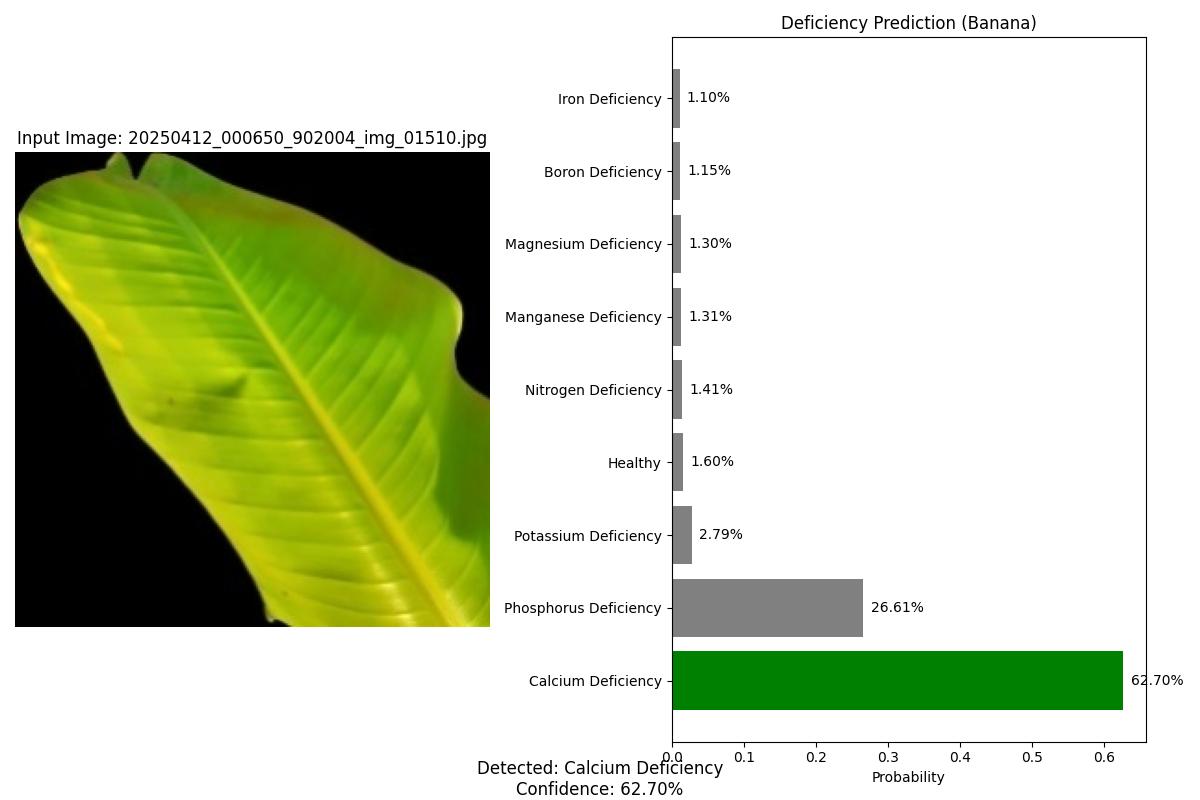 Input Image: 20250412_000650_902004_img_01510.jpg
Deficiency Prediction (Banana)
Iron Deficiency 1.10%
Boron Deficiency 1.15%
Magnesium Deficiency 1.30%
Manganese Deficiency 1.31%
Nitrogen Deficiency 1.41%
Healthy 1.60%
Potassium Deficiency 2.79%
Phosphorus Deficiency 26.61%
Calcium Deficiency 62.70%
0.0 0.1 0.2 0.3 0.4 0.5 0.6
Probability
Detected: Calcium Deficiency
Confidence: 62.70%